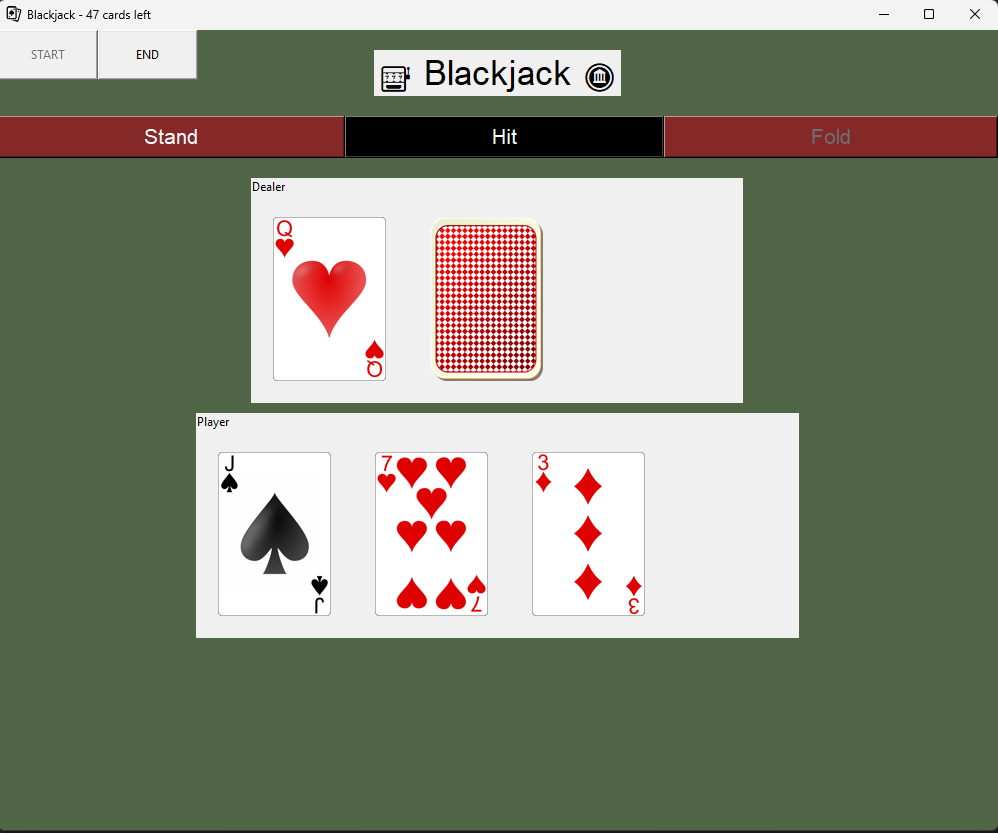 Blackjack - 47 cards left
START
END
Blackjack
Stand
Hit
Fold
Dealer
Q
Q
Player
J
J
7
7
3
3